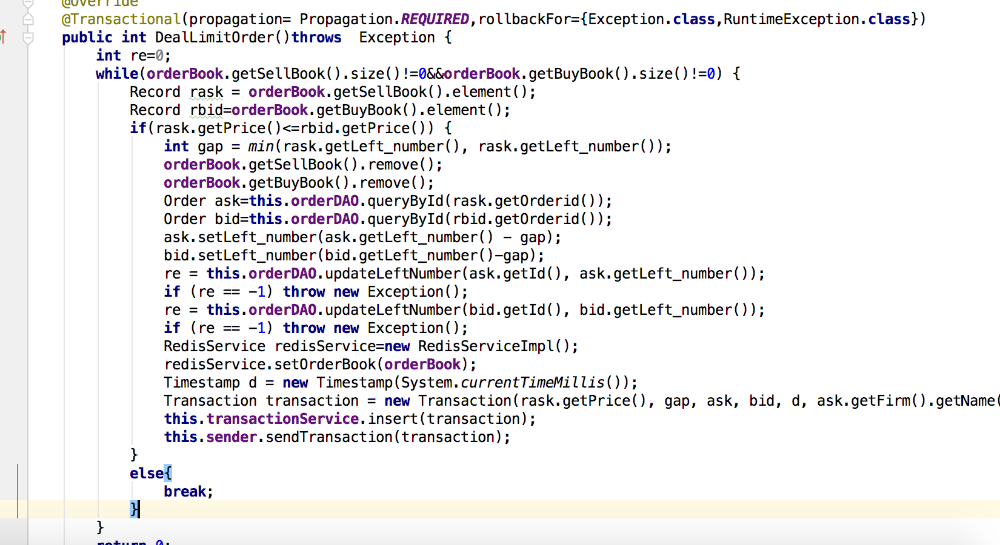 @Override
@Transactional(propagation= Propagation.REQUIRED,rollbackFor={Exception.class,RuntimeException.class})
public int DealLimitOrder()throws  Exception {
int re=0;
while(orderBook.getSellBook().size()!=0&&orderBook.getBuyBook().size()!=0) {
Record rask = orderBook.getSellBook().element();
Record rbid=orderBook.getBuyBook().element();
if(rask.getPrice()<=rbid.getPrice()) {
int gap = min(rask.getLeft_number(), rask.getLeft_number());
orderBook.getSellBook().remove();
orderBook.getBuyBook().remove();
Order ask=this.orderDAO.queryById(rask.getOrderid());
Order bid=this.orderDAO.queryById(rbid.getOrderid());
ask.setLeft_number(ask.getLeft_number() - gap);
bid.setLeft_number(bid.getLeft_number()-gap);
re = this.orderDAO.updateLeftNumber(ask.getId(), ask.getLeft_number());
if (re == -1) throw new Exception();
re = this.orderDAO.updateLeftNumber(bid.getId(), bid.getLeft_number());
if (re == -1) throw new Exception();
RedisService redisService=new RedisServiceImpl();
redisService.setOrderBook(orderBook);
Timestamp d = new Timestamp(System.currentTimeMillis());
Transaction transaction = new Transaction(rask.getPrice(), gap, ask, bid, d, ask.getFirm().getName(
this.transactionService.insert(transaction);
this.sender.sendTransaction(transaction);
}
else{
break;
}
}
return 0;